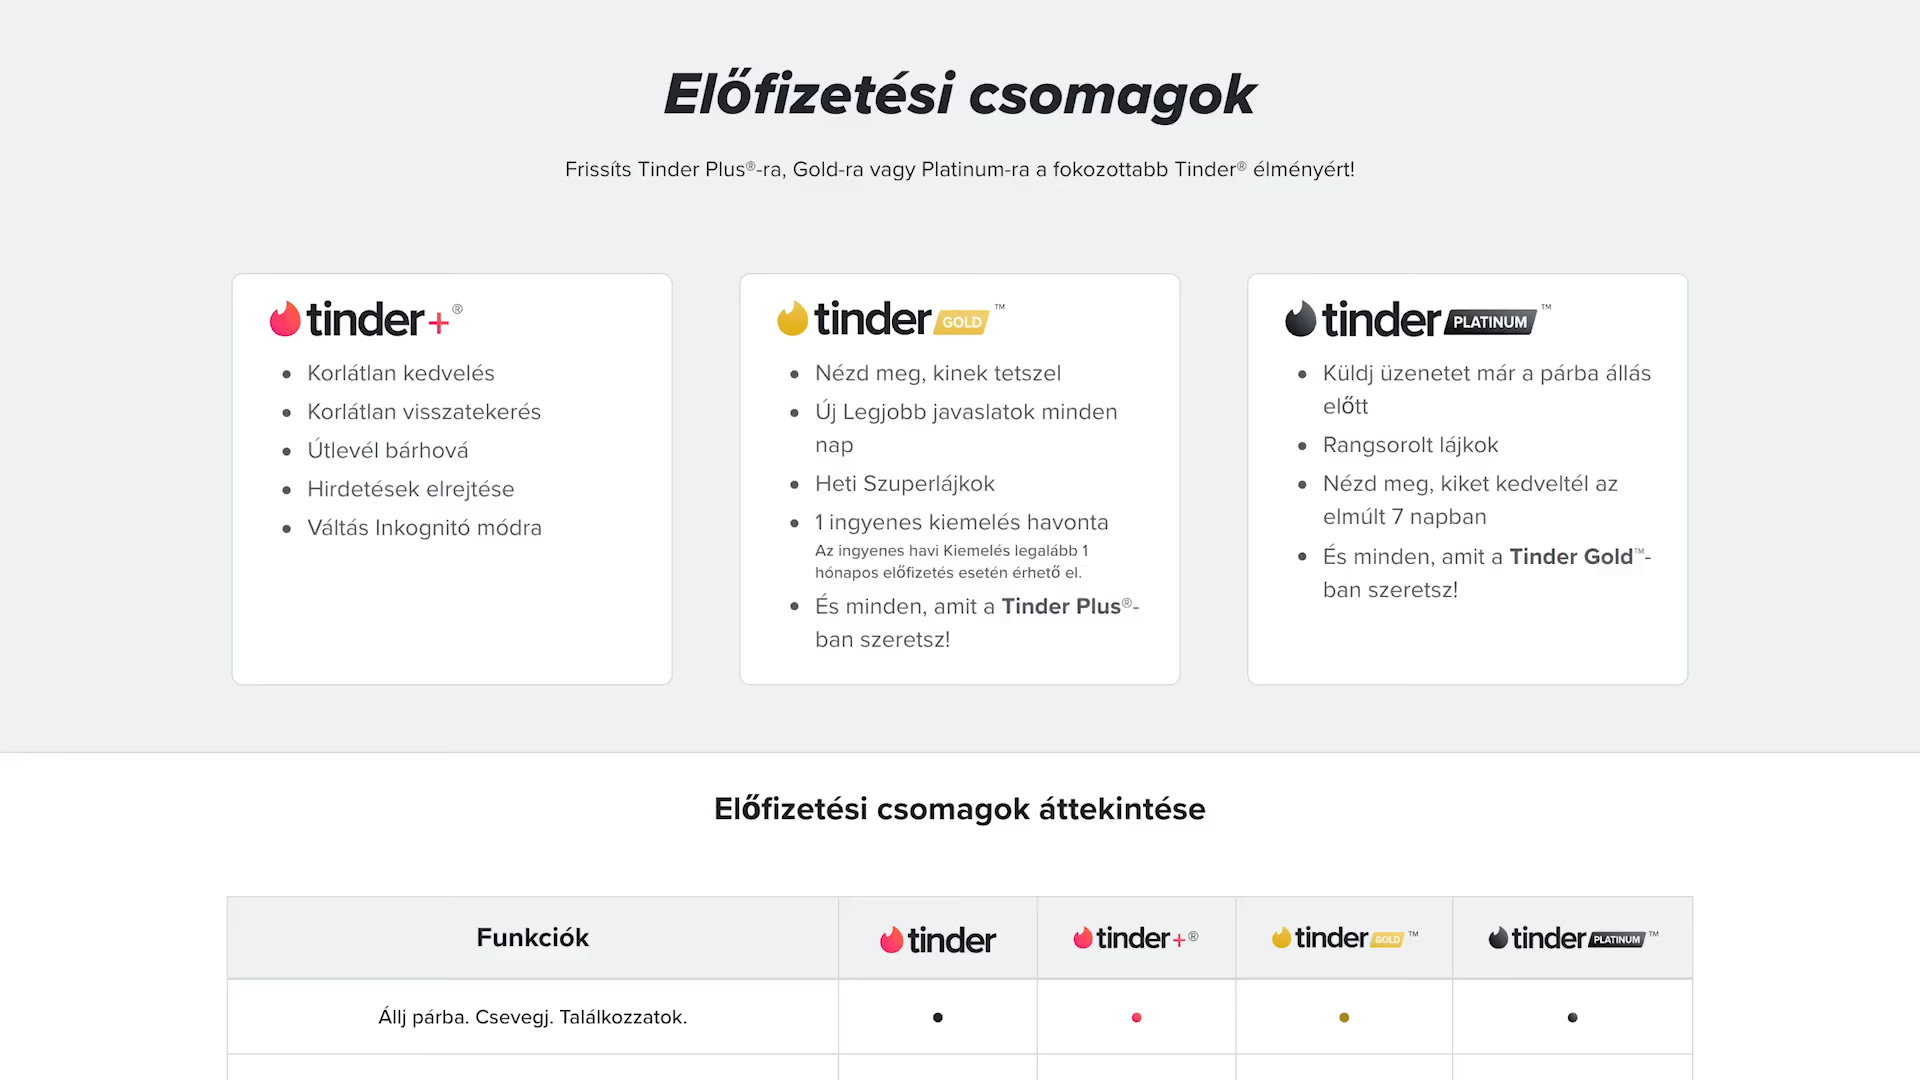 Előfizetési csomagok
Frissíts Tinder Plus®-ra, Gold-ra vagy Platinum-ra a fokozottabb Tinder® élményért!
tinder+®
Korlátlan kedvelés
Korlátlan visszatekerés
Útlevél bárhová
Hirdetések elrejtése
Váltás Inkognitó módra
tinder GOLD™
Nézd meg, kinek tetszel
Új Legjobb javaslatok minden
nap
Heti Szuperlájkok
1 ingyenes kiemelés havonta
Az ingyenes havi Kiemelés legalább 1
hónapos előfizetés esetén érhető el.
És minden, amit a Tinder Plus®-
ban szeretsz!
tinder PLATINUM™
Küldj üzenetet már a párba állás
előtt
Rangsorolt lájkok
Nézd meg, kiket kedveltél az
elmúlt 7 napban
És minden, amit a Tinder Gold™-
ban szeretsz!
Előfizetési csomagok áttekintése
Funkciók tinder tinder+® tinder GOLD™ tinder PLATINUM™
Állj párba. Csevegj. Találkozzatok.